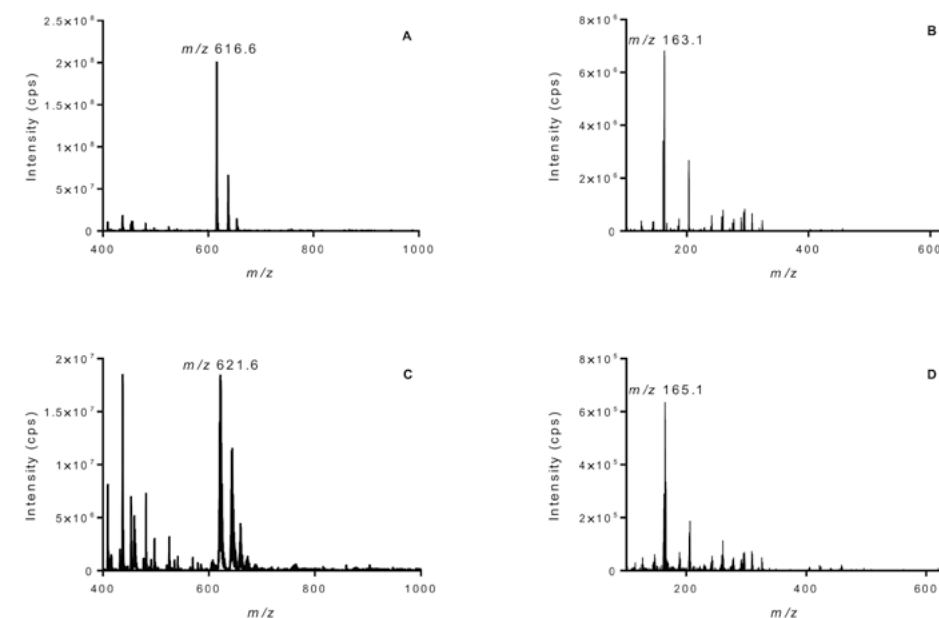 A
m/z 616.6
Intensity (cps)
2.5×10⁸
2×10⁸
1.5×10⁸
1×10⁸
5×10⁷
0
400 600 800 1000
m/z
B
m/z 163.1
Intensity (cps)
8×10⁶
6×10⁶
4×10⁶
2×10⁶
0
200 400 600
m/z
C
m/z 621.6
Intensity (cps)
2×10⁷
1.5×10⁷
1×10⁷
5×10⁶
0
400 600 800 1000
m/z
D
m/z 165.1
Intensity (cps)
8×10⁵
6×10⁵
4×10⁵
2×10⁵
0
200 400 600
m/z